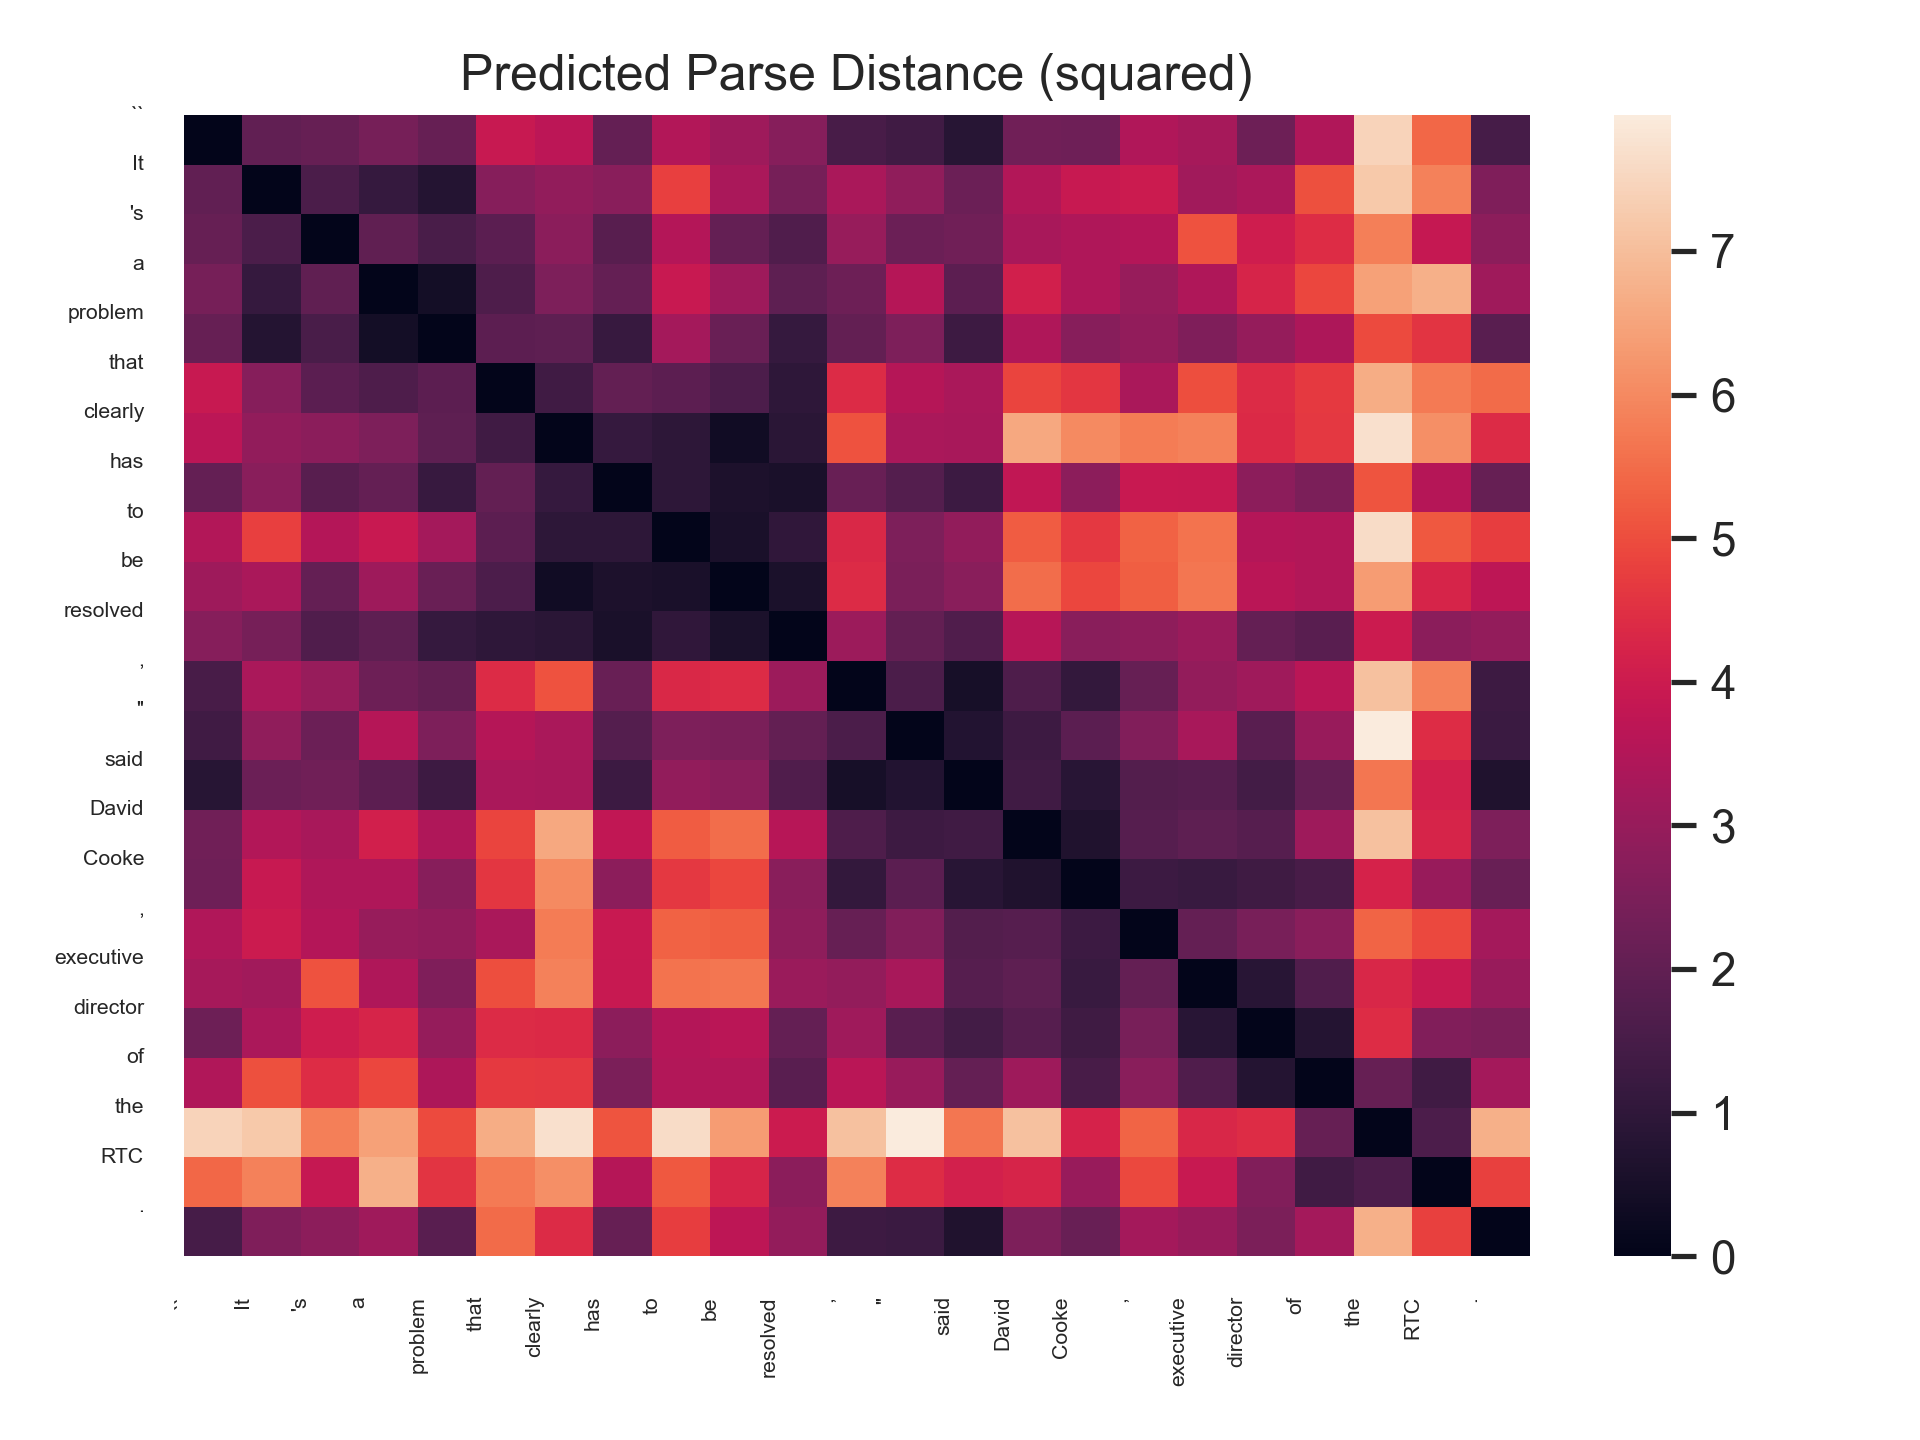 Predicted Parse Distance (squared)
``
It
's
a
problem
that
clearly
has
to
be
resolved
,
"
said
David
Cooke
,
executive
director
of
the
RTC
.
7
6
5
4
3
2
1
0
`` It 's a problem that clearly has to be resolved , " said David Cooke , executive director of the RTC .